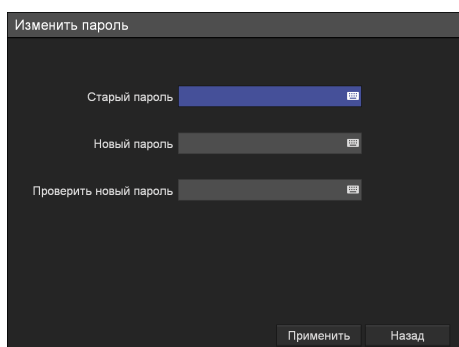 Изменить пароль
Старый пароль
Новый пароль
Проверить новый пароль
Применить Назад